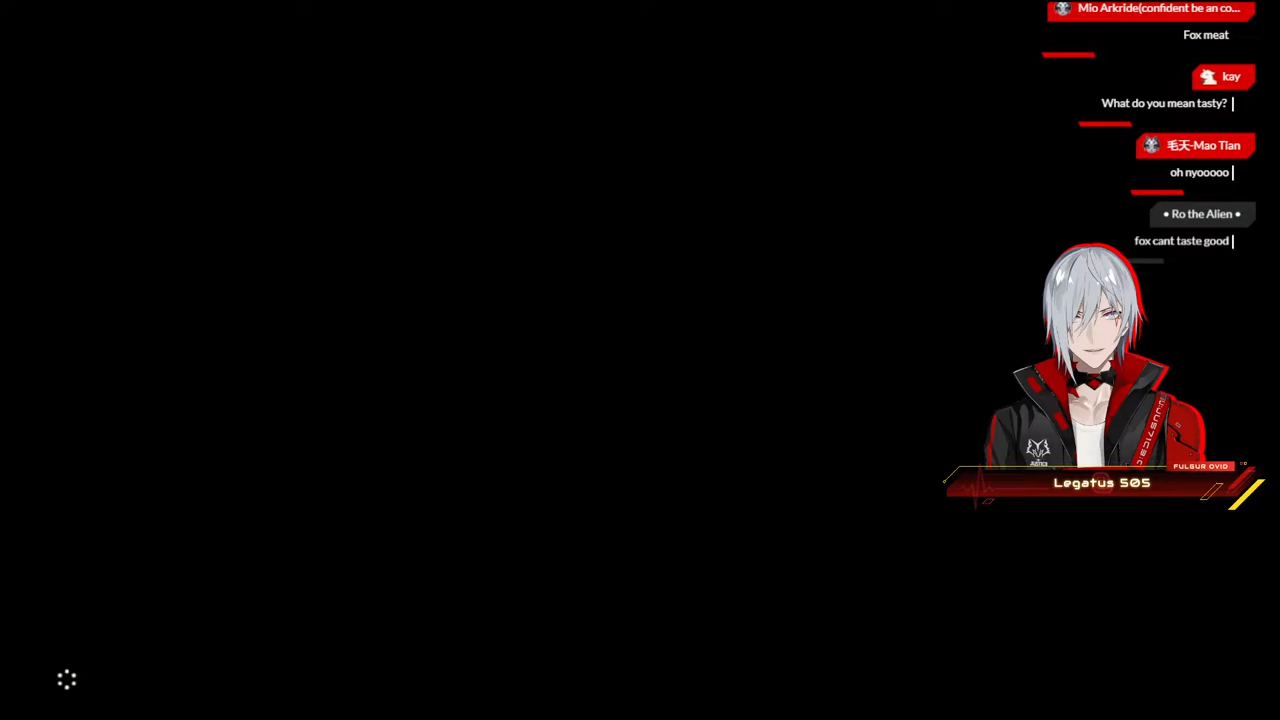 Mio Arkride(confident be an co...
Fox meat
kay
What do you mean tasty?
毛天-Mao Tian
oh nyooooo
• Ro the Alien •
fox cant taste good
JUSTICE
FULGUR OVID
Legatus 505